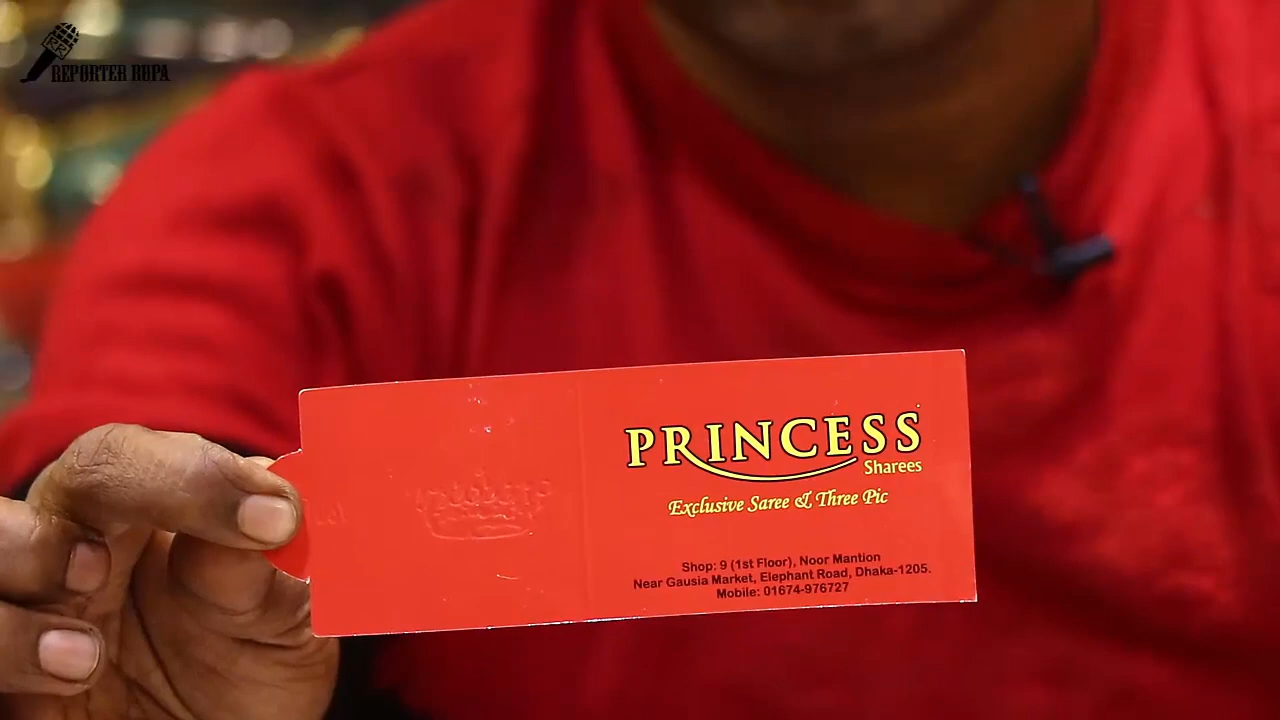 REPORTER RUPA
PRINCESS
Sharees
Exclusive Saree & Three Pic
Shop: 9 (1st Floor), Noor Mantion
Near Gausia Market, Elephant Road, Dhaka-1205.
Mobile: 01674-976727